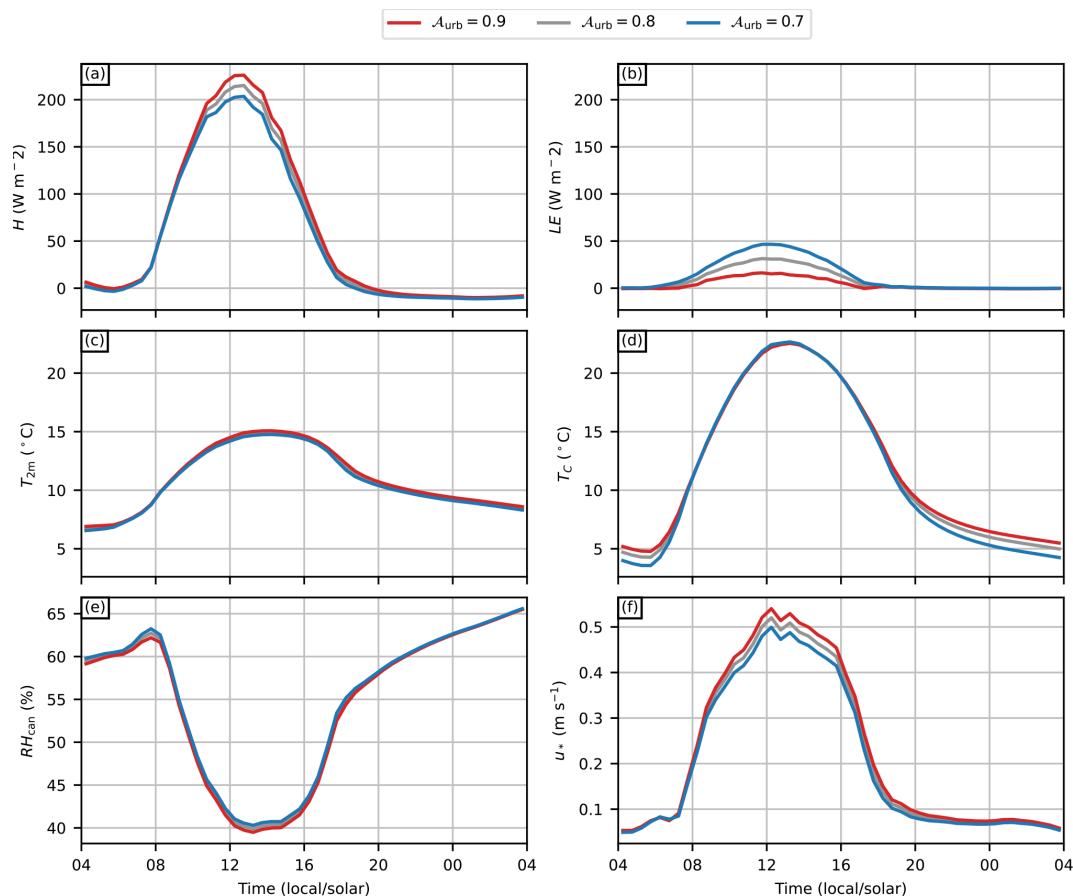 𝒜urb = 0.9 𝒜urb = 0.8 𝒜urb = 0.7
(a) (b)
200 200
150 150
100 100
50 50
0 0
H (W m−2) LE (W m−2)
(c) (d)
20 20
15 15
10 10
5 5
T2m (°C) TC (°C)
(e) (f)
65
60 0.5
55 0.4
50 0.3
45 0.2
40 0.1
RHcan (%) u* (m s−1)
04 08 12 16 20 00 04 04 08 12 16 20 00 04
Time (local/solar) Time (local/solar)